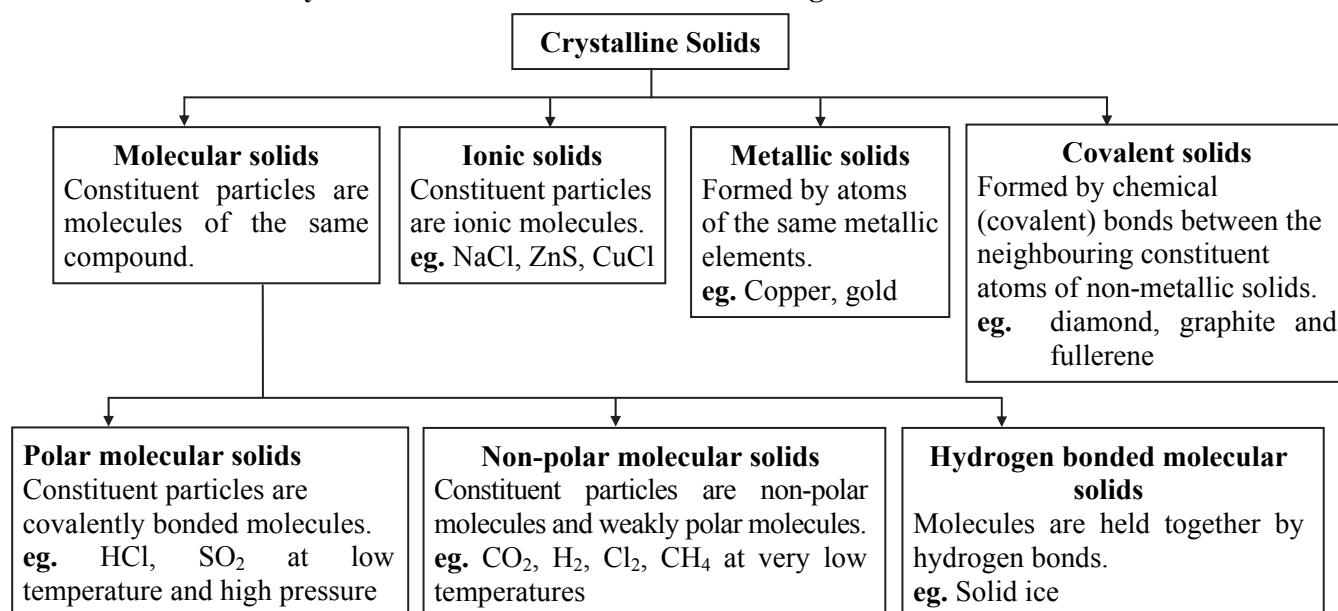 Crystalline Solids
Molecular solids
Constituent particles are
molecules of the same
compound.
Ionic solids
Constituent particles
are ionic molecules.
eg. NaCl, ZnS, CuCl
Metallic solids
Formed by atoms
of the same metallic
elements.
eg. Copper, gold
Covalent solids
Formed by chemical
(covalent) bonds between the
neighbouring constituent
atoms of non-metallic solids.
eg. diamond, graphite and
fullerene
Polar molecular solids
Constituent particles are
covalently bonded molecules.
eg. HCl, SO₂ at low
temperature and high pressure
Non-polar molecular solids
Constituent particles are non-polar
molecules and weakly polar molecules.
eg. CO₂, H₂, Cl₂, CH₄ at very low
temperatures
Hydrogen bonded molecular
solids
Molecules are held together by
hydrogen bonds.
eg. Solid ice